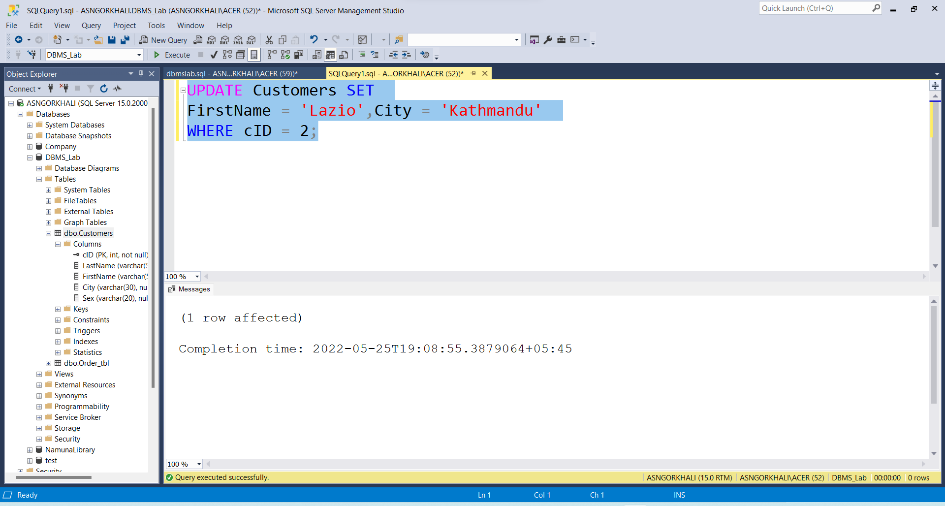 SQLQuery1.sql - ASNGORKHALI.DBMS_Lab (ASNGORKHALI\ACER (52))* - Microsoft SQL Server Management Studio
Quick Launch (Ctrl+Q)
File Edit View Query Project Tools Window Help
New Query
DBMS_Lab
Execute
Object Explorer
dbmslab.sql - ASN...RKHALI\ACER (59))*
SQLQuery1.sql - A...ORKHALI\ACER (52))*
Connect
ASNGORKHALI (SQL Server 15.0.2000
Databases
System Databases
Database Snapshots
Company
DBMS_Lab
Database Diagrams
Tables
System Tables
FileTables
External Tables
Graph Tables
dbo.Customers
Columns
cID (PK, int, not null)
LastName (varchar(
FirstName (varchar(
City (varchar(30), nu
Sex (varchar(20), nul
Keys
Constraints
Triggers
Indexes
Statistics
dbo.Order_tbl
Views
External Resources
Synonyms
Programmability
Service Broker
Storage
Security
NamunaLibrary
test
Security
UPDATE Customers SET
FirstName = 'Lazio',City = 'Kathmandu'
WHERE cID = 2;
100 %
Messages
(1 row affected)
Completion time: 2022-05-25T19:08:55.3879064+05:45
100 %
Query executed successfully.
ASNGORKHALI (15.0 RTM) ASNGORKHALI\ACER (52) DBMS_Lab 00:00:00 0 rows
Ready Ln 1 Col 1 Ch 1 INS